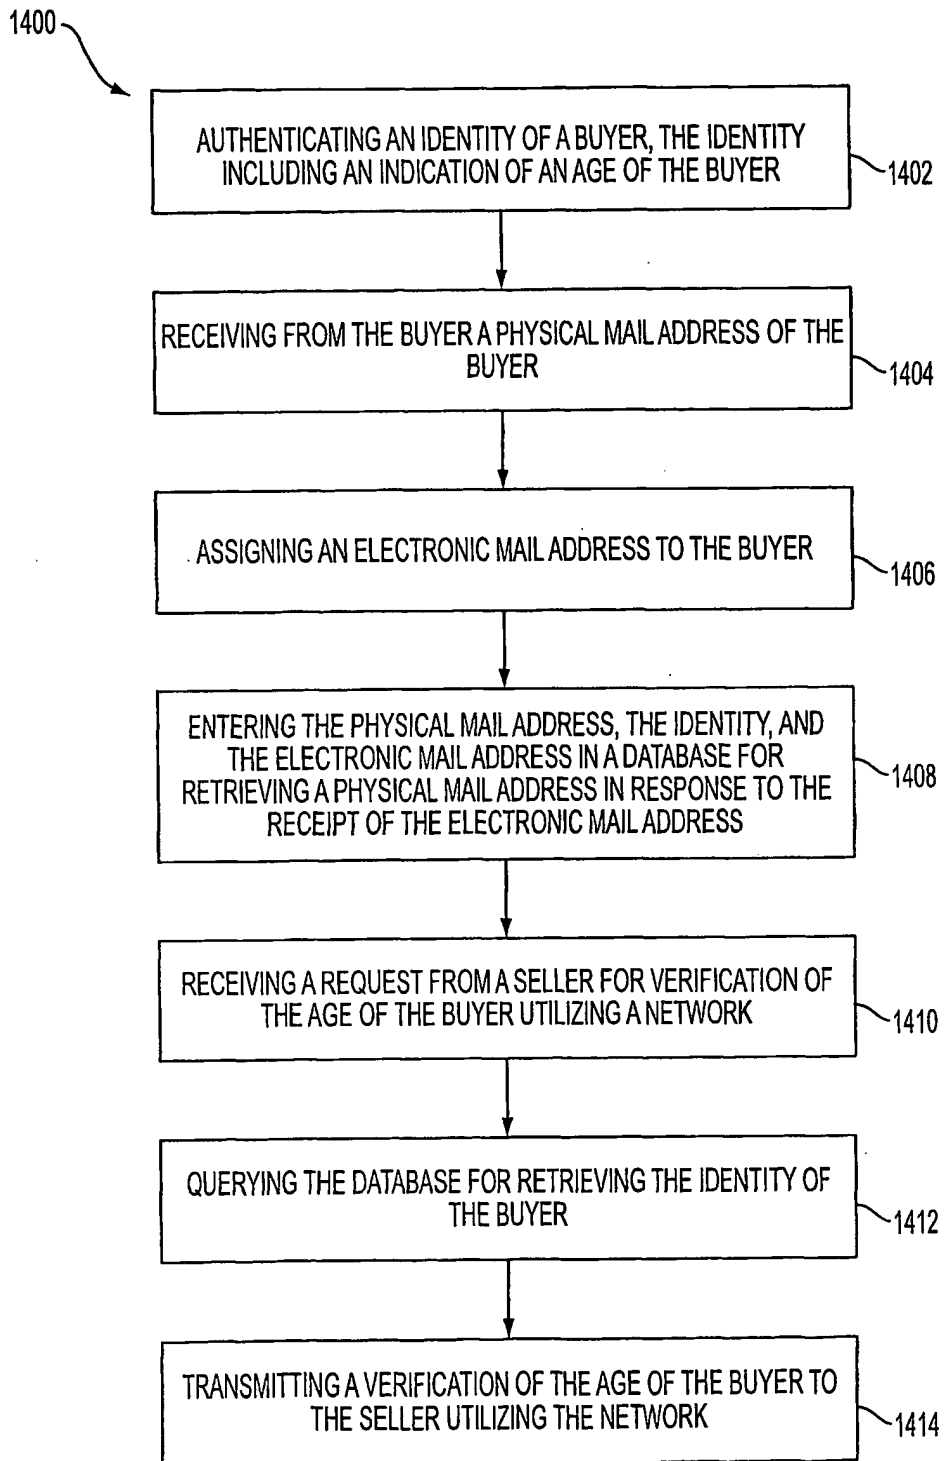 1400
AUTHENTICATING AN IDENTITY OF A BUYER, THE IDENTITY
INCLUDING AN INDICATION OF AN AGE OF THE BUYER
1402
RECEIVING FROM THE BUYER A PHYSICAL MAIL ADDRESS OF THE
BUYER
1404
ASSIGNING AN ELECTRONIC MAIL ADDRESS TO THE BUYER
1406
ENTERING THE PHYSICAL MAIL ADDRESS, THE IDENTITY, AND
THE ELECTRONIC MAIL ADDRESS IN A DATABASE FOR
RETRIEVING A PHYSICAL MAIL ADDRESS IN RESPONSE TO THE
RECEIPT OF THE ELECTRONIC MAIL ADDRESS
1408
RECEIVING A REQUEST FROM A SELLER FOR VERIFICATION OF
THE AGE OF THE BUYER UTILIZING A NETWORK
1410
QUERYING THE DATABASE FOR RETRIEVING THE IDENTITY OF
THE BUYER
1412
TRANSMITTING A VERIFICATION OF THE AGE OF THE BUYER TO
THE SELLER UTILIZING THE NETWORK
1414